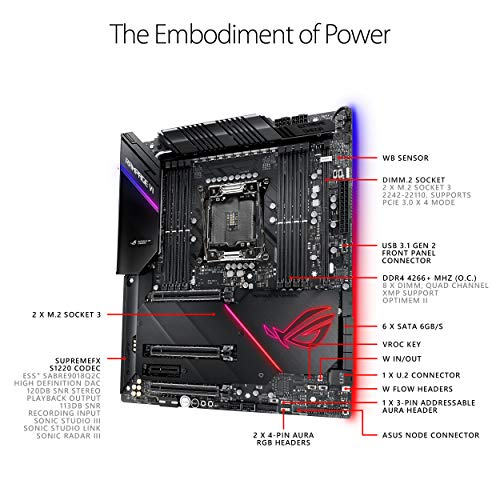 The Embodiment of Power
RAMPAGE VI
WB SENSOR
DIMM.2 SOCKET
2 X M.2 SOCKET 3
2242-22110, SUPPORTS
PCIE 3.0 X 4 MODE
USB 3.1 GEN 2
FRONT PANEL
CONNECTOR
DDR4 4266+ MHZ (O.C.)
8 X DIMM, QUAD CHANNEL
XMP SUPPORT
OPTIMEM II
2 X M.2 SOCKET 3
6 X SATA 6GB/S
VROC KEY
W IN/OUT
SUPREMEFX
S1220 CODEC
ESS® SABRE9018Q2C
HIGH DEFINITION DAC
120DB SNR STEREO
PLAYBACK OUTPUT
113DB SNR
RECORDING INPUT
SONIC STUDIO III
SONIC STUDIO LINK
SONIC RADAR III
1 X U.2 CONNECTOR
W FLOW HEADERS
1 X 3-PIN ADDRESSABLE
AURA HEADER
2 X 4-PIN AURA
RGB HEADERS
ASUS NODE CONNECTOR